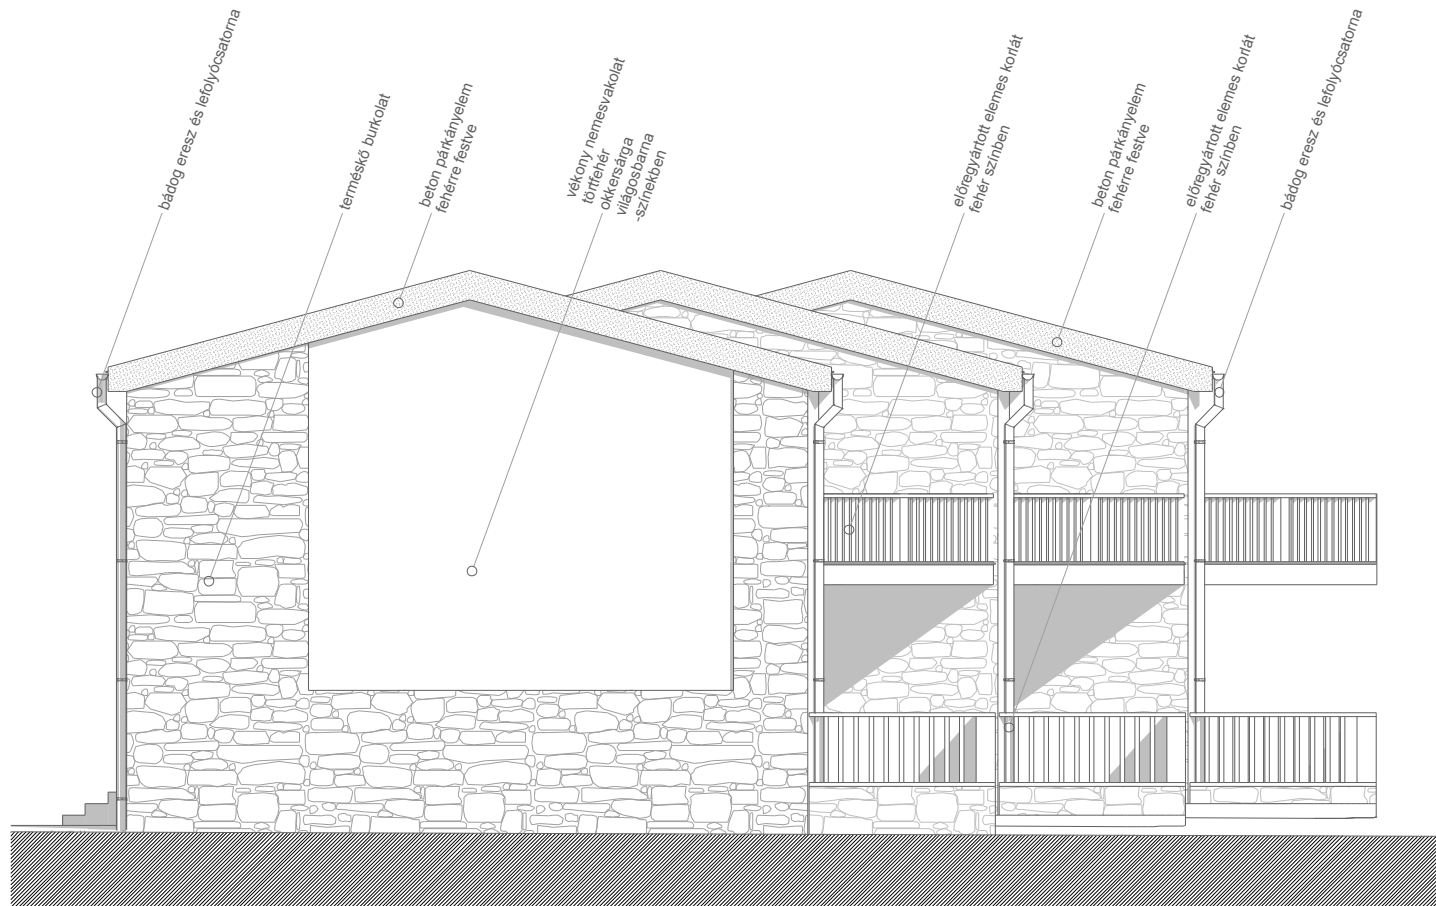 bádog eresz és lefolyócsatorna
terméskő burkolat
beton párkányelem
fehérre festve
vékony nemesvakolat
törtfehér
okkersárga
világosbarna
-színekben
előregyártott elemes korlát
fehér színben
beton párkányelem
fehérre festve
előregyártott elemes korlát
fehér színben
bádog eresz és lefolyócsatorna